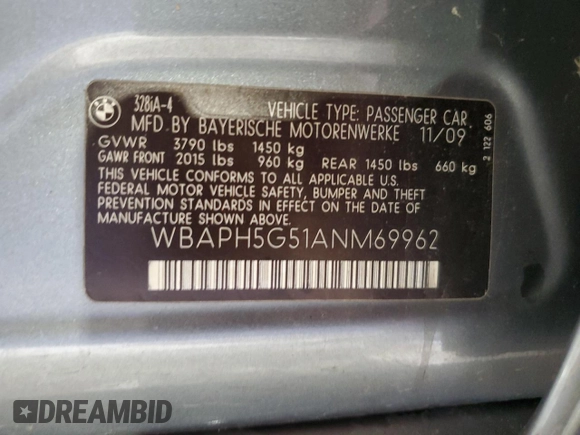 BMW
328iA-4
VEHICLE TYPE: PASSENGER CAR
MFD BY BAYERISCHE MOTORENWERKE 11/09
GVWR 3790 lbs 1450 kg
GAWR FRONT 2015 lbs 960 kg REAR 1450 lbs 660 kg
THIS VEHICLE CONFORMS TO ALL APPLICABLE U.S.
FEDERAL MOTOR VEHICLE SAFETY, BUMPER AND THEFT
PREVENTION STANDARDS IN EFFECT ON THE DATE OF
MANUFACTURE SHOWN ABOVE.
WBAPH5G51ANM69962
2 122 606
DREAMBID